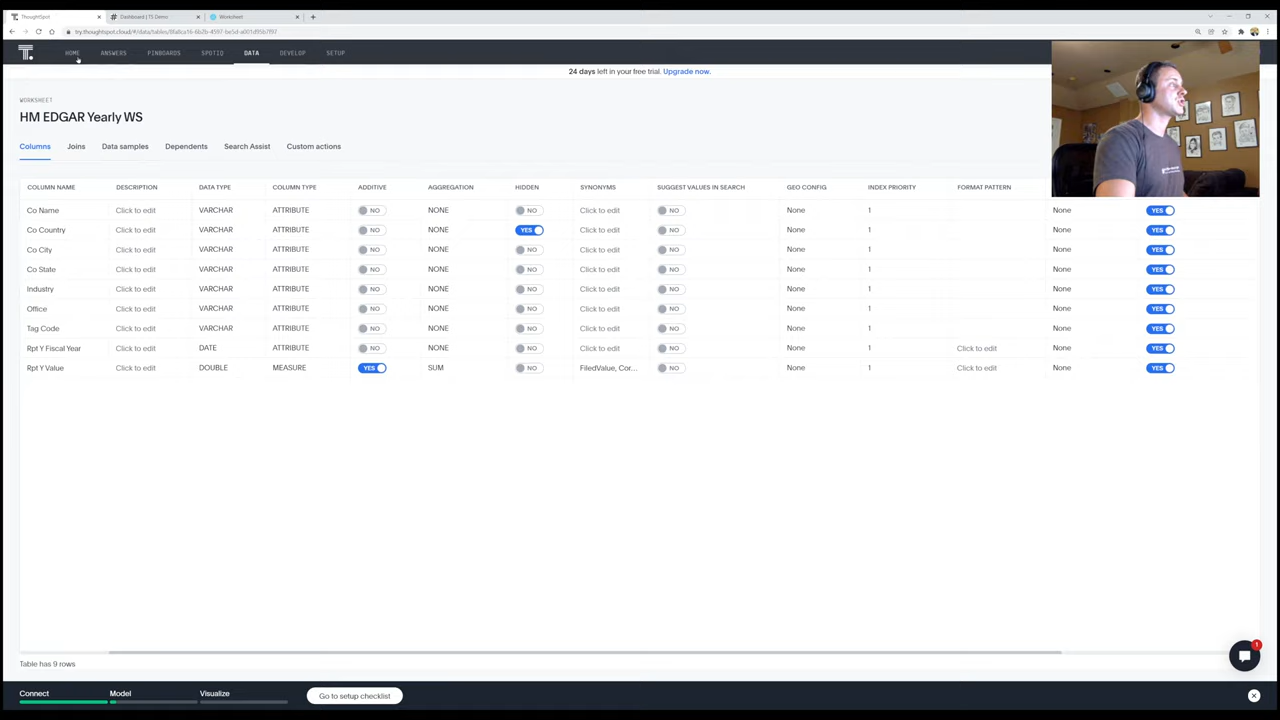 ThoughtSpot
Dashboard | TS Demo
Worksheet
HOME ANSWERS PINBOARDS SPOTIQ DATA DEVELOP SETUP
24 days left in your free trial. Upgrade now.
WORKSHEET
HM EDGAR Yearly WS
Columns Joins Data samples Dependents Search Assist Custom actions
COLUMN NAME DESCRIPTION DATA TYPE COLUMN TYPE ADDITIVE AGGREGATION HIDDEN SYNONYMS SUGGEST VALUES IN SEARCH GEO CONFIG INDEX PRIORITY FORMAT PATTERN
Co Name Click to edit VARCHAR ATTRIBUTE NO NONE NO Click to edit NO None 1 None YES
Co Country Click to edit VARCHAR ATTRIBUTE NO NONE YES Click to edit NO None 1 None YES
Co City Click to edit VARCHAR ATTRIBUTE NO NONE NO Click to edit NO None 1 None YES
Co State Click to edit VARCHAR ATTRIBUTE NO NONE NO Click to edit NO None 1 None YES
Industry Click to edit VARCHAR ATTRIBUTE NO NONE NO Click to edit NO None 1 None YES
Office Click to edit VARCHAR ATTRIBUTE NO NONE NO Click to edit NO None 1 None YES
Tag Code Click to edit VARCHAR ATTRIBUTE NO NONE NO Click to edit NO None 1 None YES
Rpt Y Fiscal Year Click to edit DATE ATTRIBUTE NO NONE NO Click to edit NO None 1 Click to edit None YES
Rpt Y Value Click to edit DOUBLE MEASURE YES SUM NO FiledValue, Cor... NO None 1 Click to edit None YES
Table has 9 rows
1
Connect Model Visualize Go to setup checklist